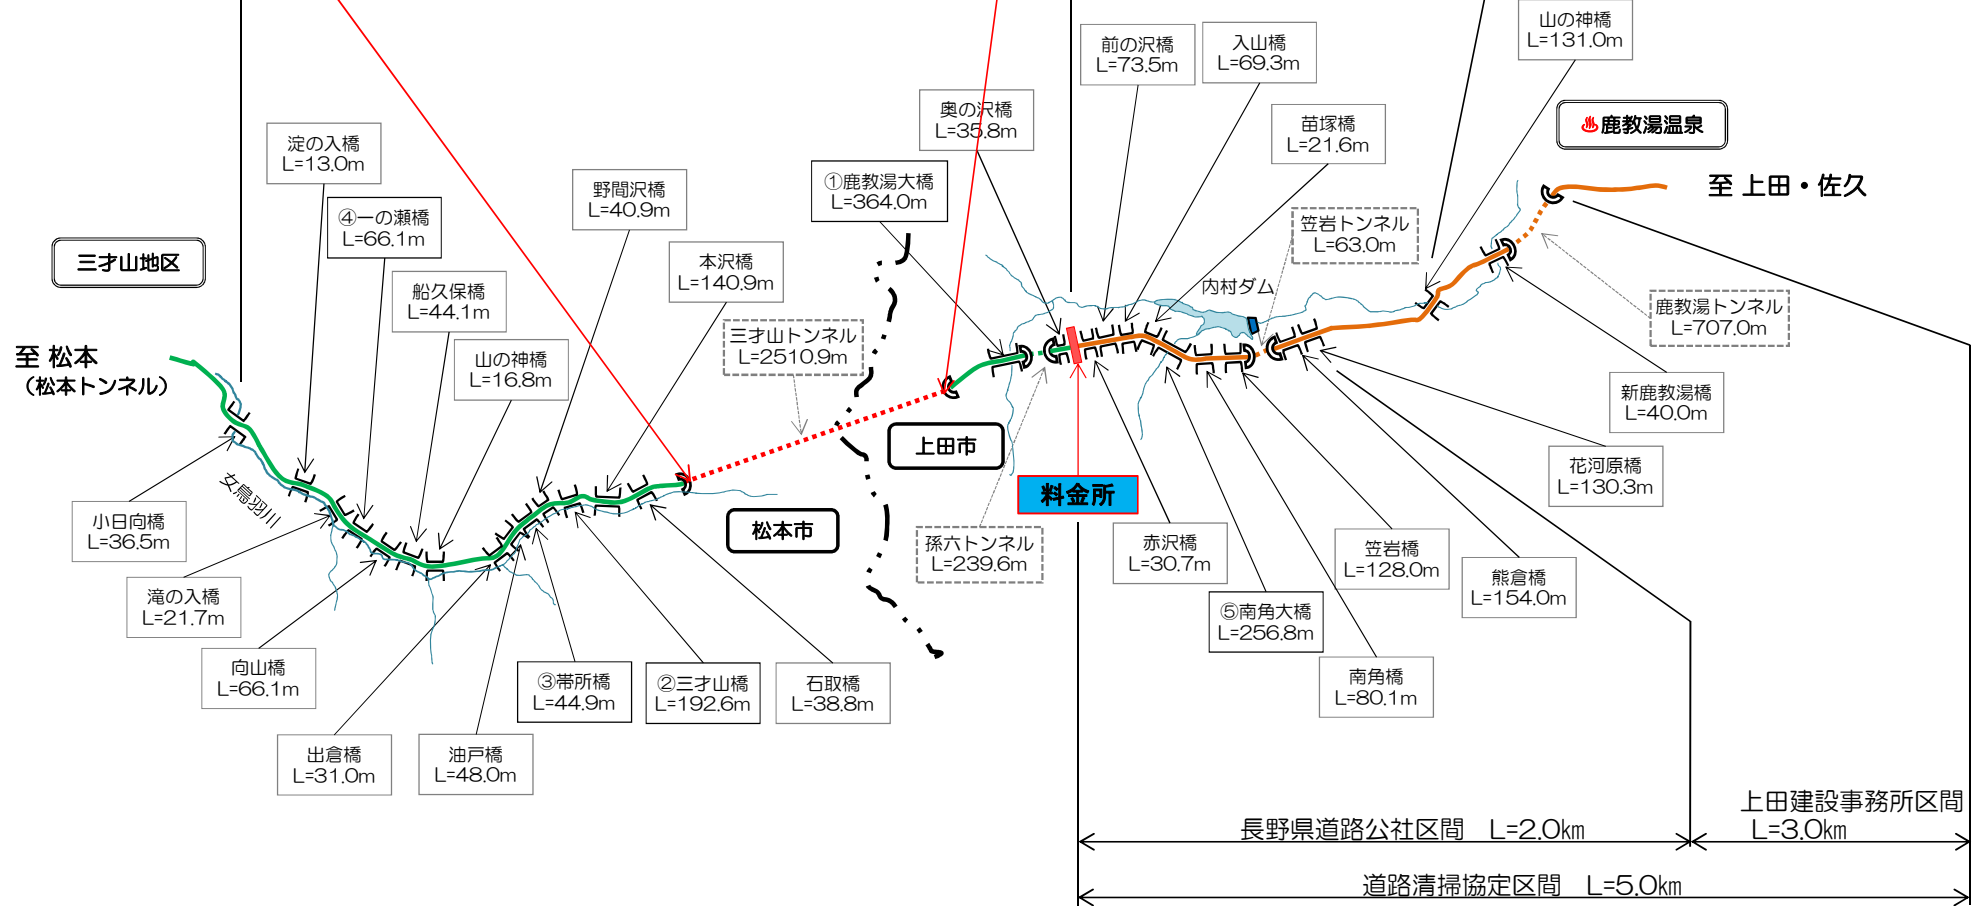 山の神橋
L=131.0m
前の沢橋
L=73.5m
入山橋
L=69.3m
奥の沢橋
L=35.8m
苗塚橋
L=21.6m
♨鹿教湯温泉
淀の入橋
L=13.0m
④一の瀬橋
L=66.1m
野間沢橋
L=40.9m
①鹿教湯大橋
L=364.0m
至 上田・佐久
笠岩トンネル
L=63.0m
三才山地区
船久保橋
L=44.1m
本沢橋
L=140.9m
内村ダム
鹿教湯トンネル
L=707.0m
三才山トンネル
L=2510.9m
至 松本
（松本トンネル）
山の神橋
L=16.8m
新鹿教湯橋
L=40.0m
上田市
花河原橋
L=130.3m
女鳥羽川
料金所
小日向橋
L=36.5m
松本市
孫六トンネル
L=239.6m
赤沢橋
L=30.7m
笠岩橋
L=128.0m
熊倉橋
L=154.0m
滝の入橋
L=21.7m
⑤南角大橋
L=256.8m
向山橋
L=66.1m
③帯所橋
L=44.9m
②三才山橋
L=192.6m
石取橋
L=38.8m
南角橋
L=80.1m
出倉橋
L=31.0m
油戸橋
L=48.0m
上田建設事務所区間
L=3.0km
長野県道路公社区間 L=2.0km
道路清掃協定区間 L=5.0km